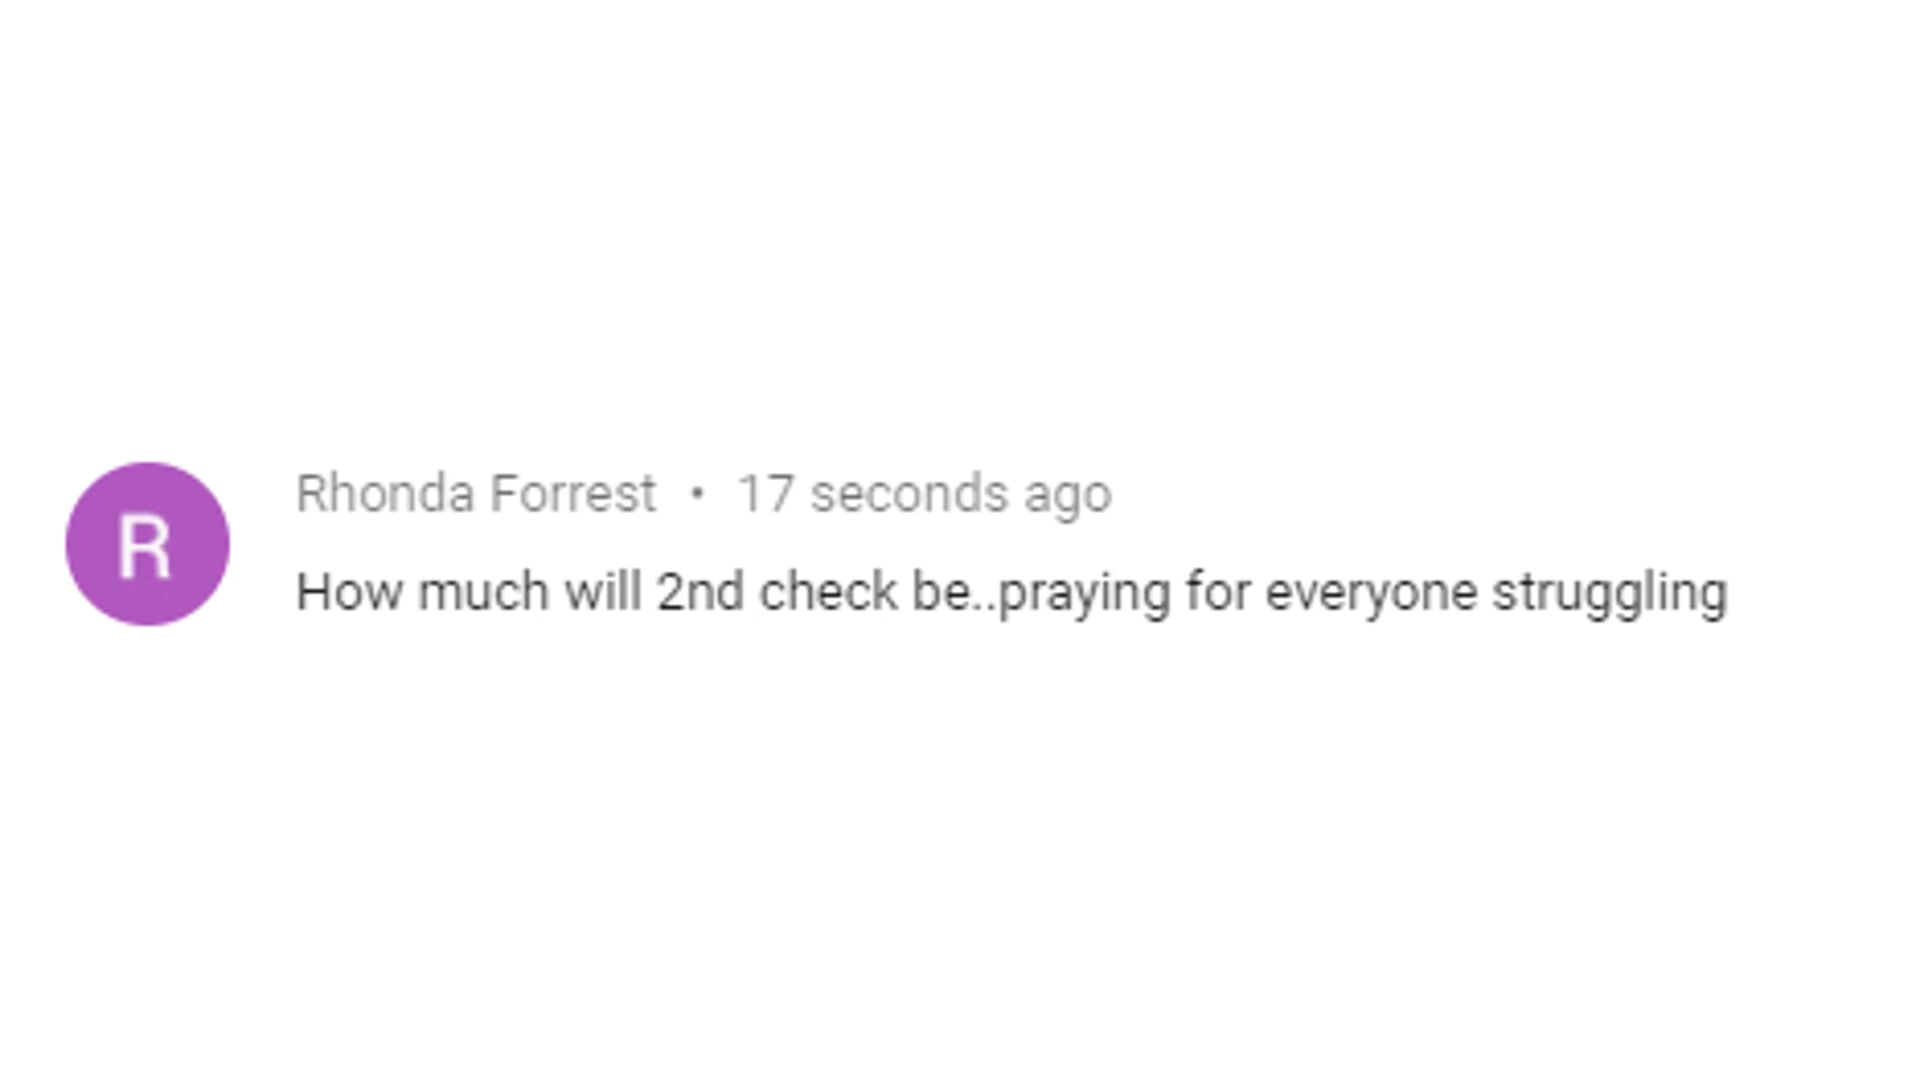 Rhonda Forrest • 17 seconds ago
R
How much will 2nd check be..praying for everyone struggling